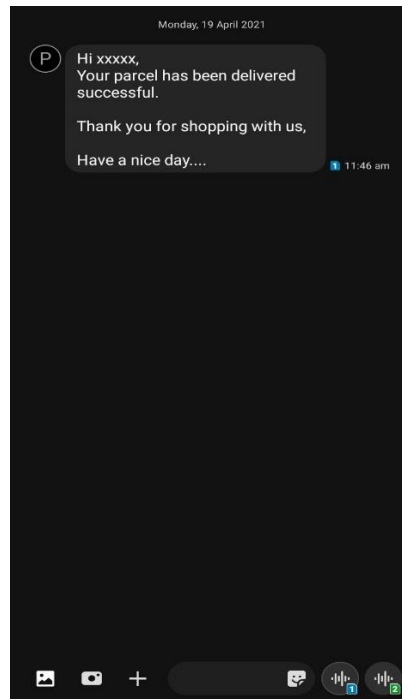 Monday, 19 April 2021
P
Hi xxxxx,
Your parcel has been delivered
successful.
Thank you for shopping with us,
Have a nice day....
1 11:46 am
1 2